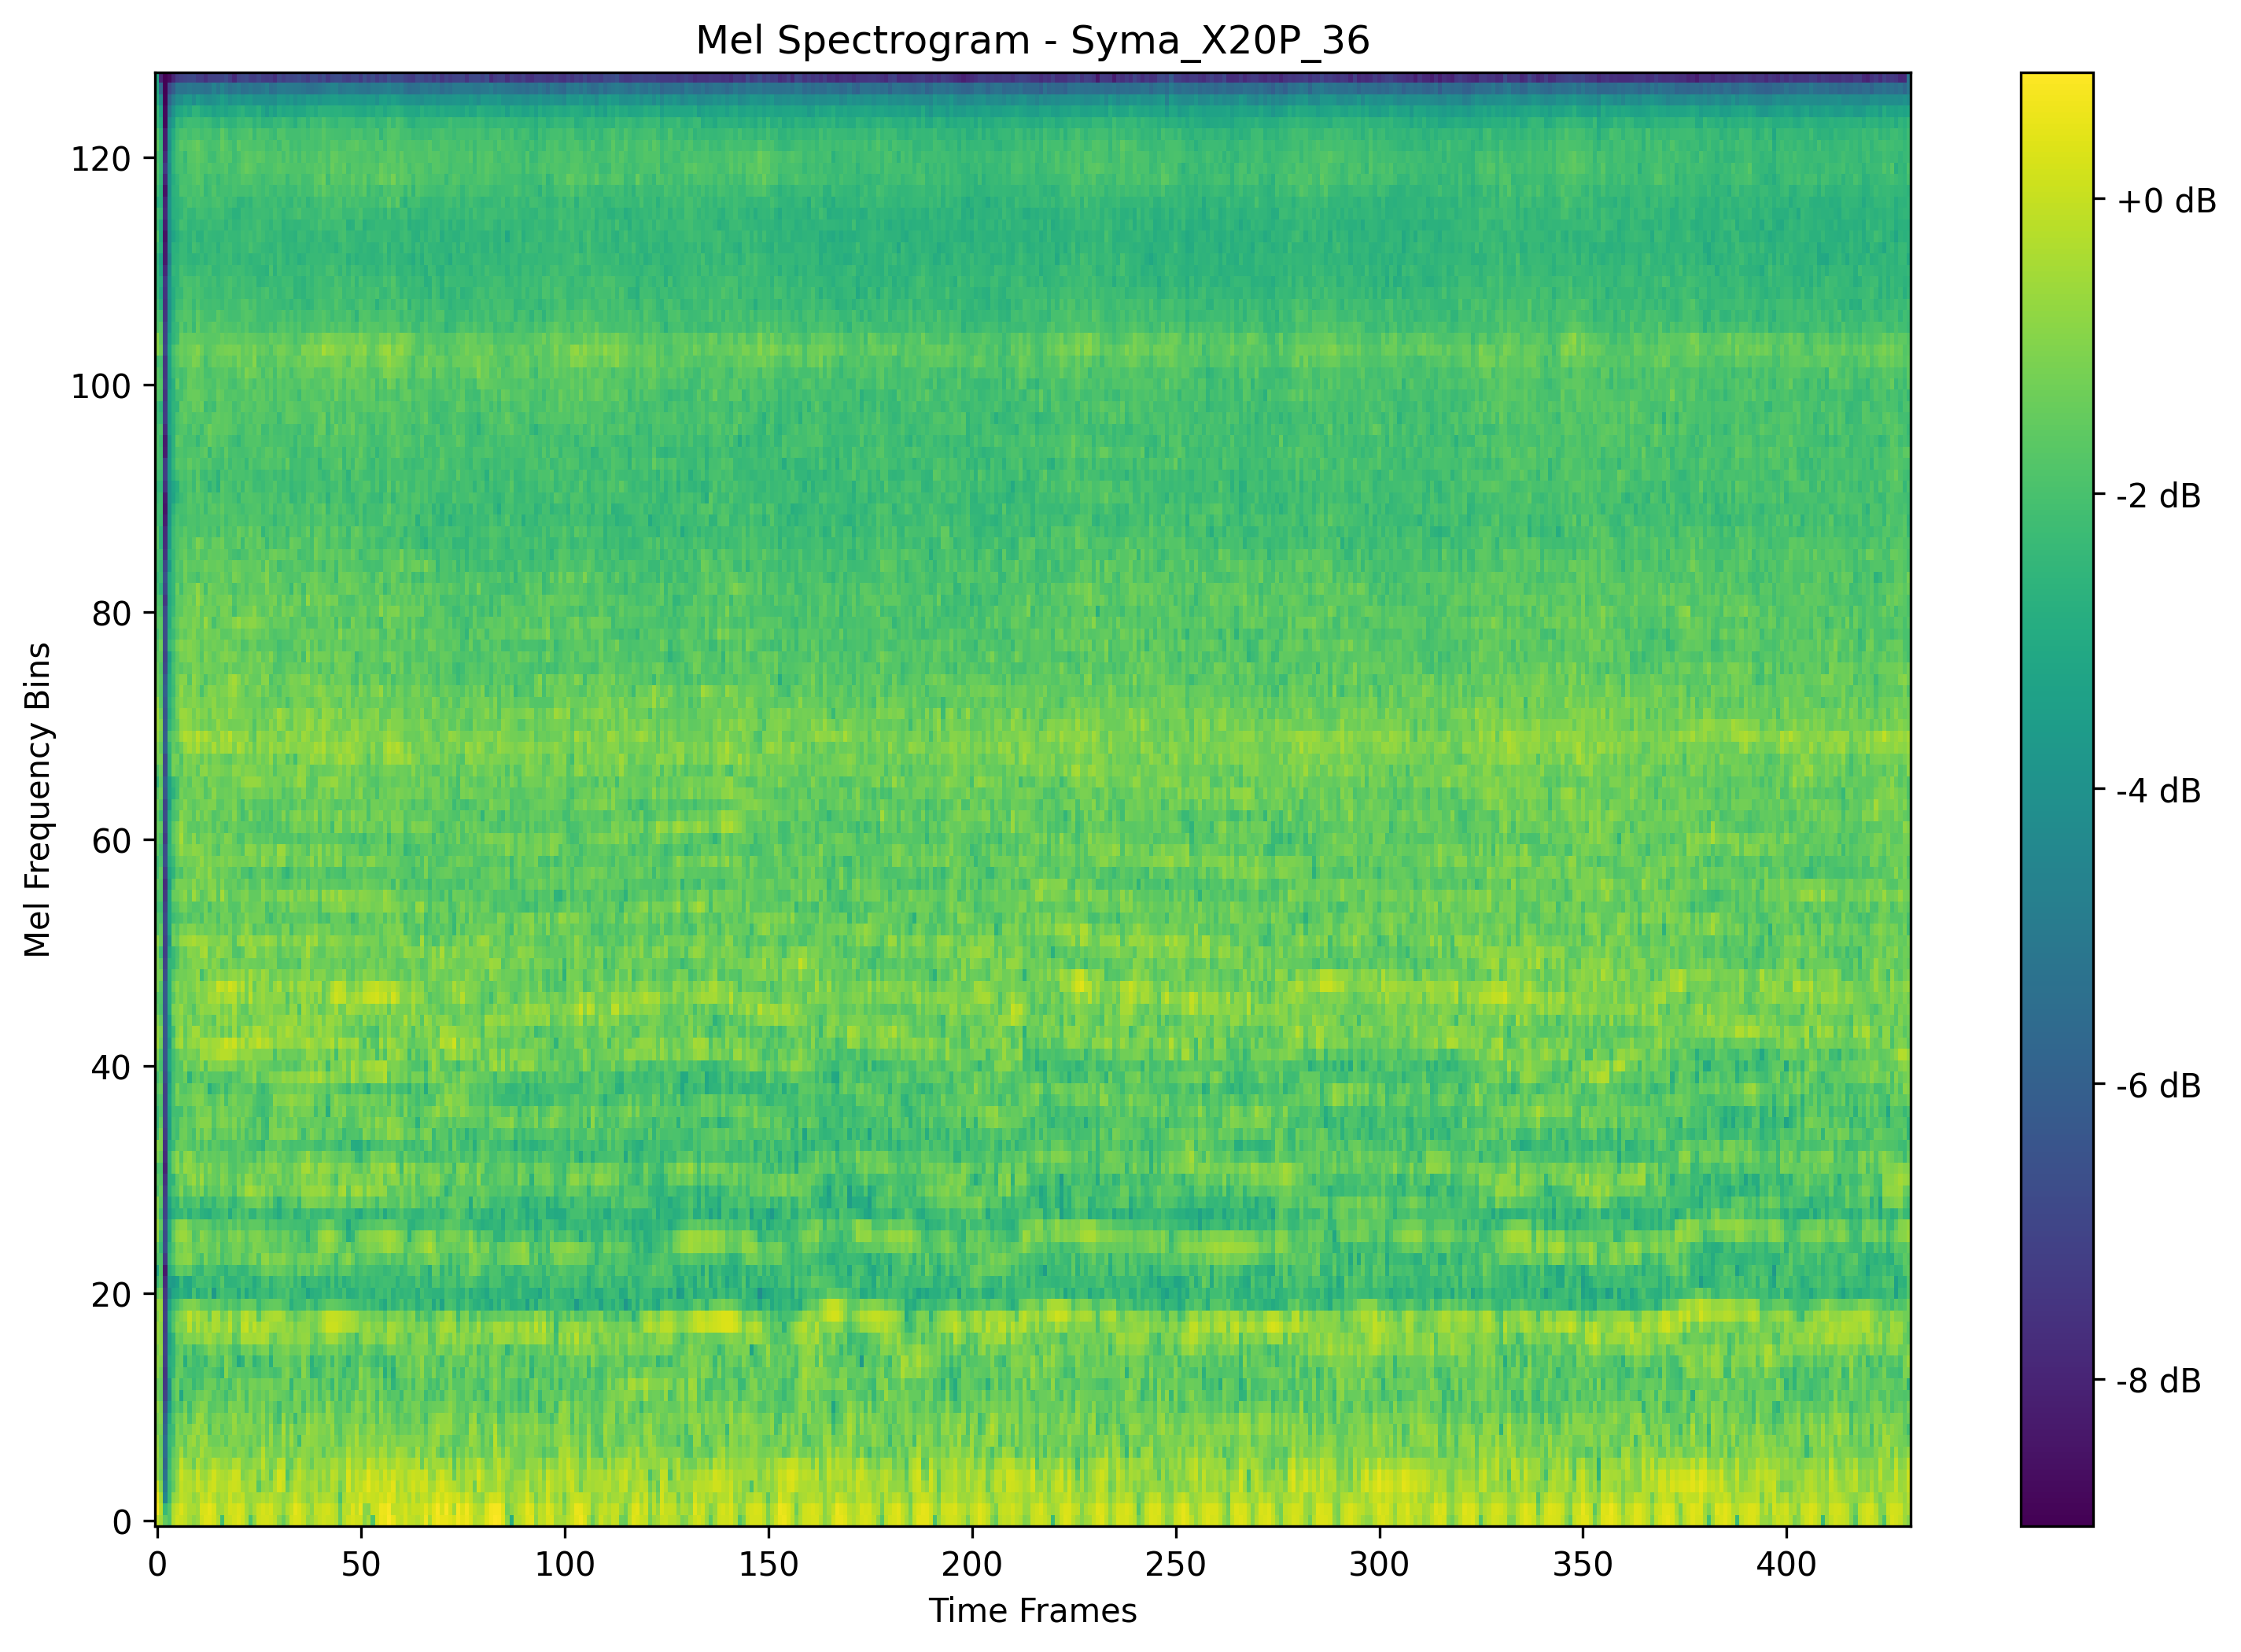 Mel Spectrogram - Syma_X20P_36
120
100
80
60
40
20
0
Mel Frequency Bins
0 50 100 150 200 250 300 350 400
Time Frames
+0 dB
-2 dB
-4 dB
-6 dB
-8 dB